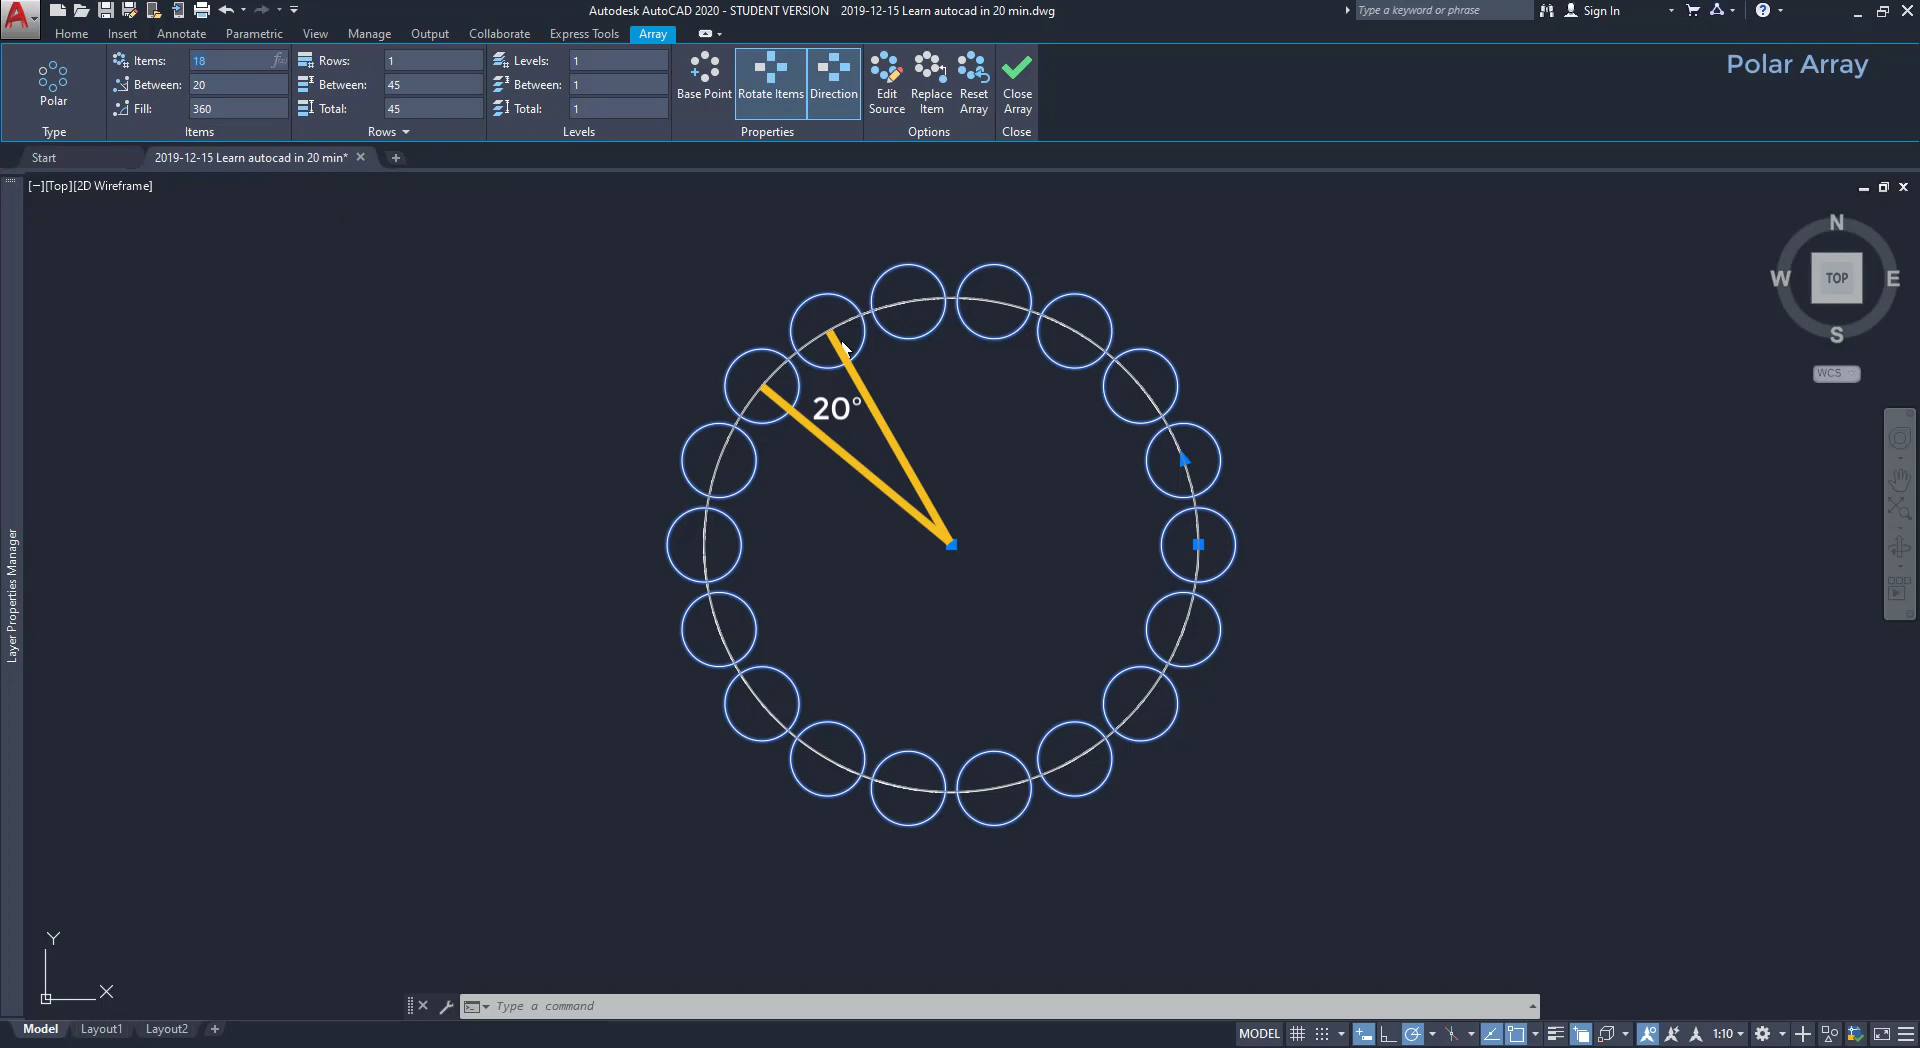 Autodesk AutoCAD 2020 - STUDENT VERSION 2019-12-15 Learn autocad in 20 min.dwg
Type a keyword or phrase
Sign In
Home Insert Annotate Parametric View Manage Output Collaborate Express Tools Array
Polar
Type
Items: 18
Between: 20
Fill: 360
Items
Rows: 1
Between: 45
Total: 45
Rows
Levels: 1
Between: 1
Total: 1
Levels
Base Point
Rotate Items
Direction
Properties
Edit
Source
Replace
Item
Reset
Array
Options
Close
Array
Close
Polar Array
Start
2019-12-15 Learn autocad in 20 min*
[−][Top][2D Wireframe]
N
W
TOP
E
S
WCS
20°
Layer Properties Manager
Y
X
Type a command
Model Layout1 Layout2
MODEL
1:10